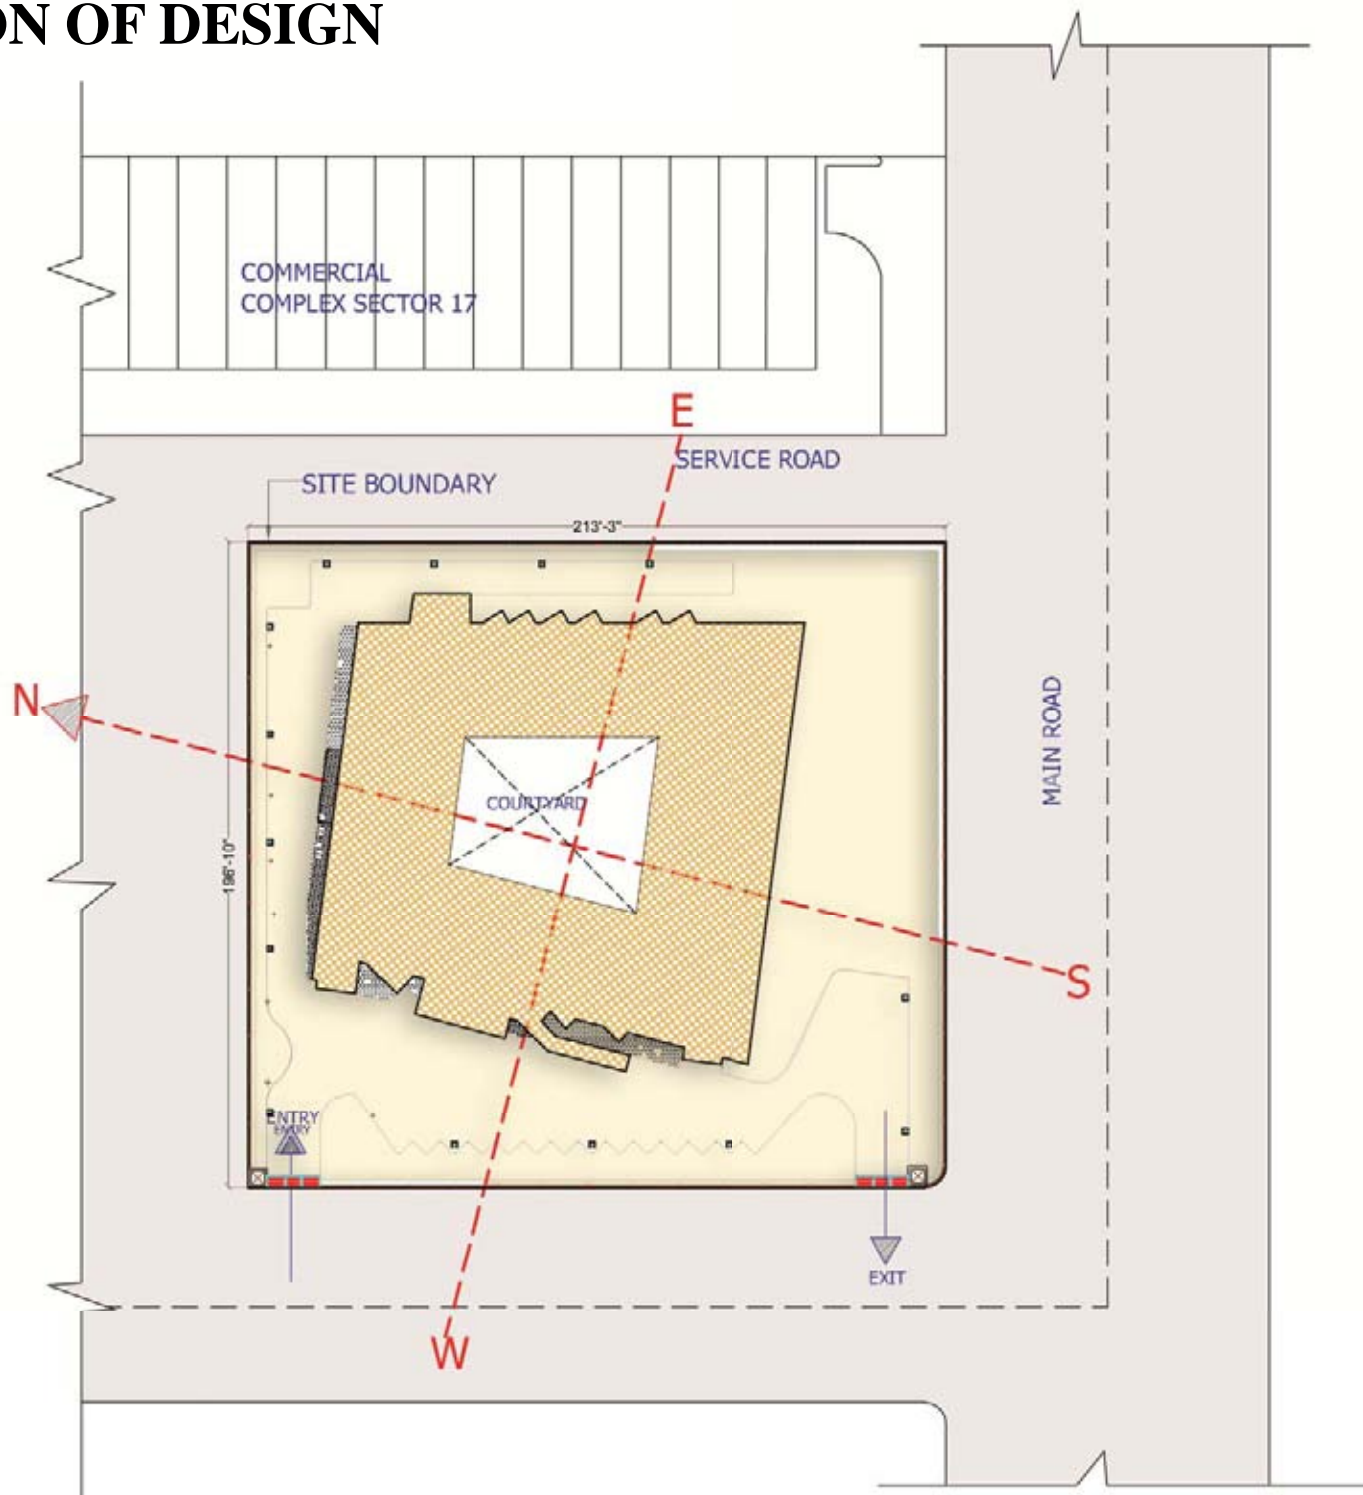 ON OF DESIGN
COMMERCIAL
COMPLEX SECTOR 17
E
SERVICE ROAD
SITE BOUNDARY
213'-3"
N
MAIN ROAD
COURTYARD
196'-10"
S
ENTRY
ENTRY
EXIT
W